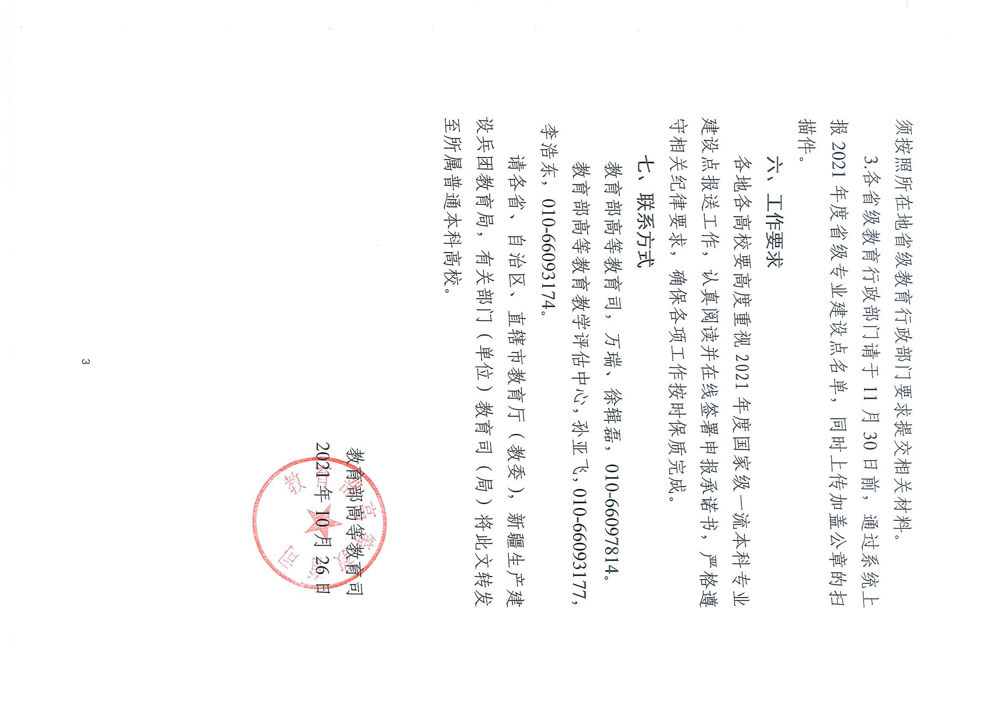 须按照所在地省级教育行政部门要求提交相关材料。
3.各省级教育行政部门请于 11 月 30 日前，通过系统上
报 2021 年度省级专业建设点名单，同时上传加盖公章的扫
描件。
六、工作要求
各地各高校要高度重视 2021 年度国家级一流本科专业
建设点报送工作，认真阅读并在线签署申报承诺书，严格遵
守相关纪律要求，确保各项工作按时保质完成。
七、联系方式
教育部高等教育司，万瑞、徐辑磊，010-66097814。
教育部高等教育教学评估中心，孙亚飞，010-66093177，
李浩东，010-66093174。
请各省、自治区、直辖市教育厅（教委），新疆生产建
设兵团教育局，有关部门（单位）教育司（局）将此文转发
至所属普通本科高校。
教育部高等教育司
2021 年 10 月 26 日
教育部高等教育司
3